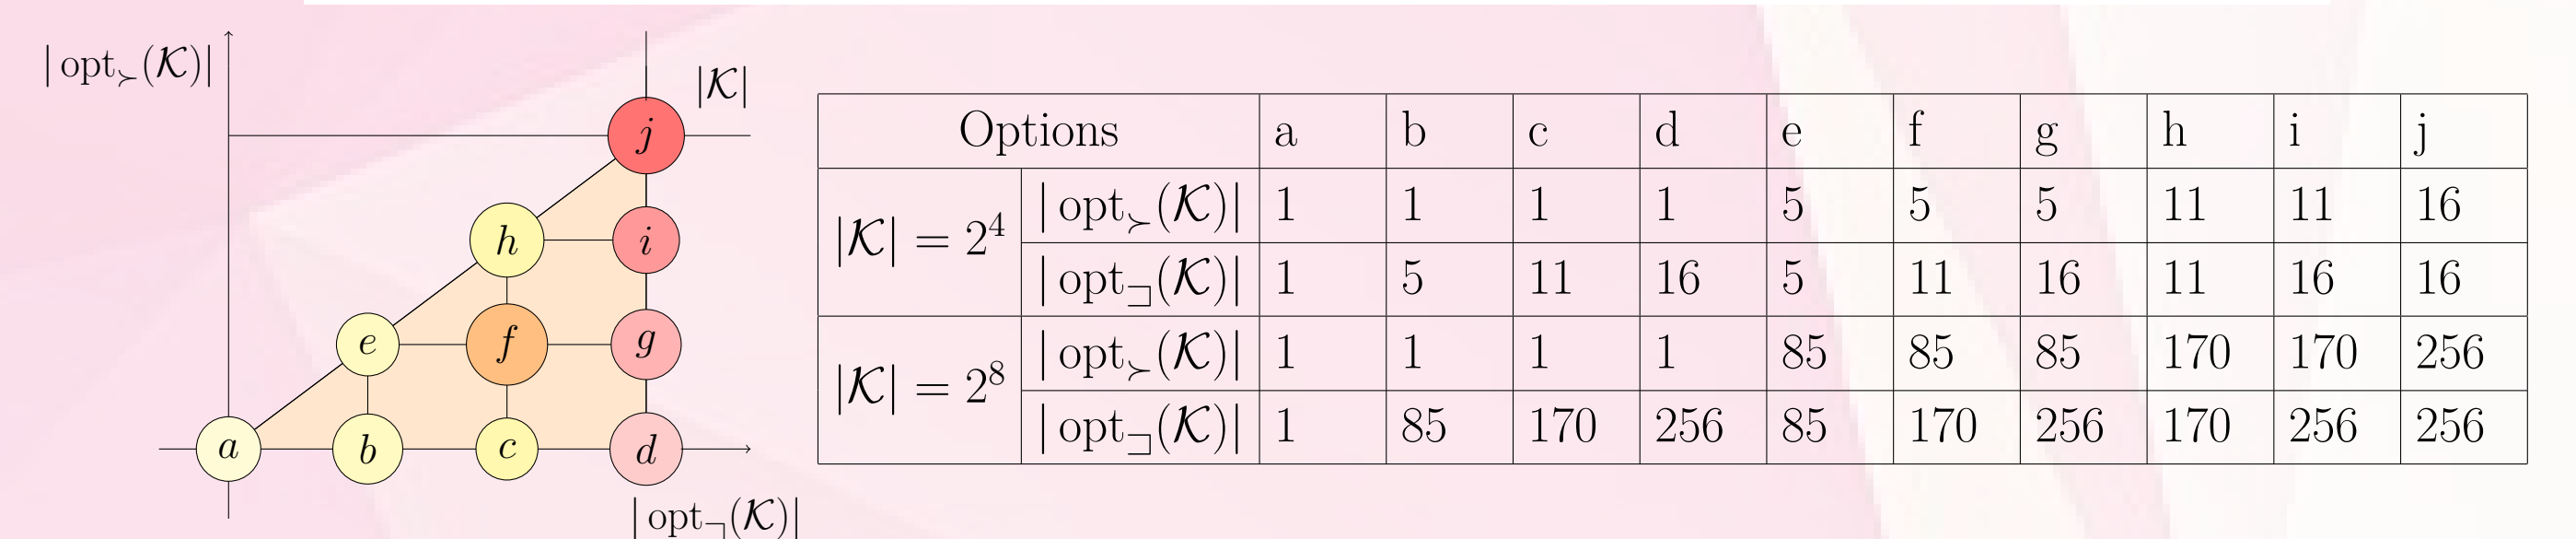 | opt≻(𝒦)|
|𝒦|
j
h i
e f g
a b c d
| opt⊐(𝒦)|
Options a b c d e f g h i j
|𝒦| = 2⁴ | opt≻(𝒦)| 1 1 1 1 5 5 5 11 11 16
| opt⊐(𝒦)| 1 5 11 16 5 11 16 11 16 16
|𝒦| = 2⁸ | opt≻(𝒦)| 1 1 1 1 85 85 85 170 170 256
| opt⊐(𝒦)| 1 85 170 256 85 170 256 170 256 256